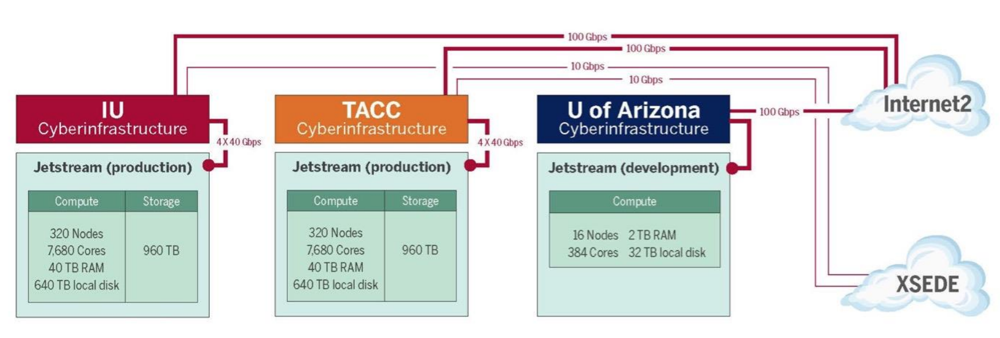 100 Gbps
100 Gbps
10 Gbps
10 Gbps
IU
Cyberinfrastructure
4 X 40 Gbps
Jetstream (production)
Compute Storage
320 Nodes
7,680 Cores
40 TB RAM
640 TB local disk
960 TB
TACC
Cyberinfrastructure
4 X 40 Gbps
Jetstream (production)
Compute Storage
320 Nodes
7,680 Cores
40 TB RAM
640 TB local disk
960 TB
U of Arizona
Cyberinfrastructure
100 Gbps
Jetstream (development)
Compute
16 Nodes 2 TB RAM
384 Cores 32 TB local disk
Internet2
XSEDE